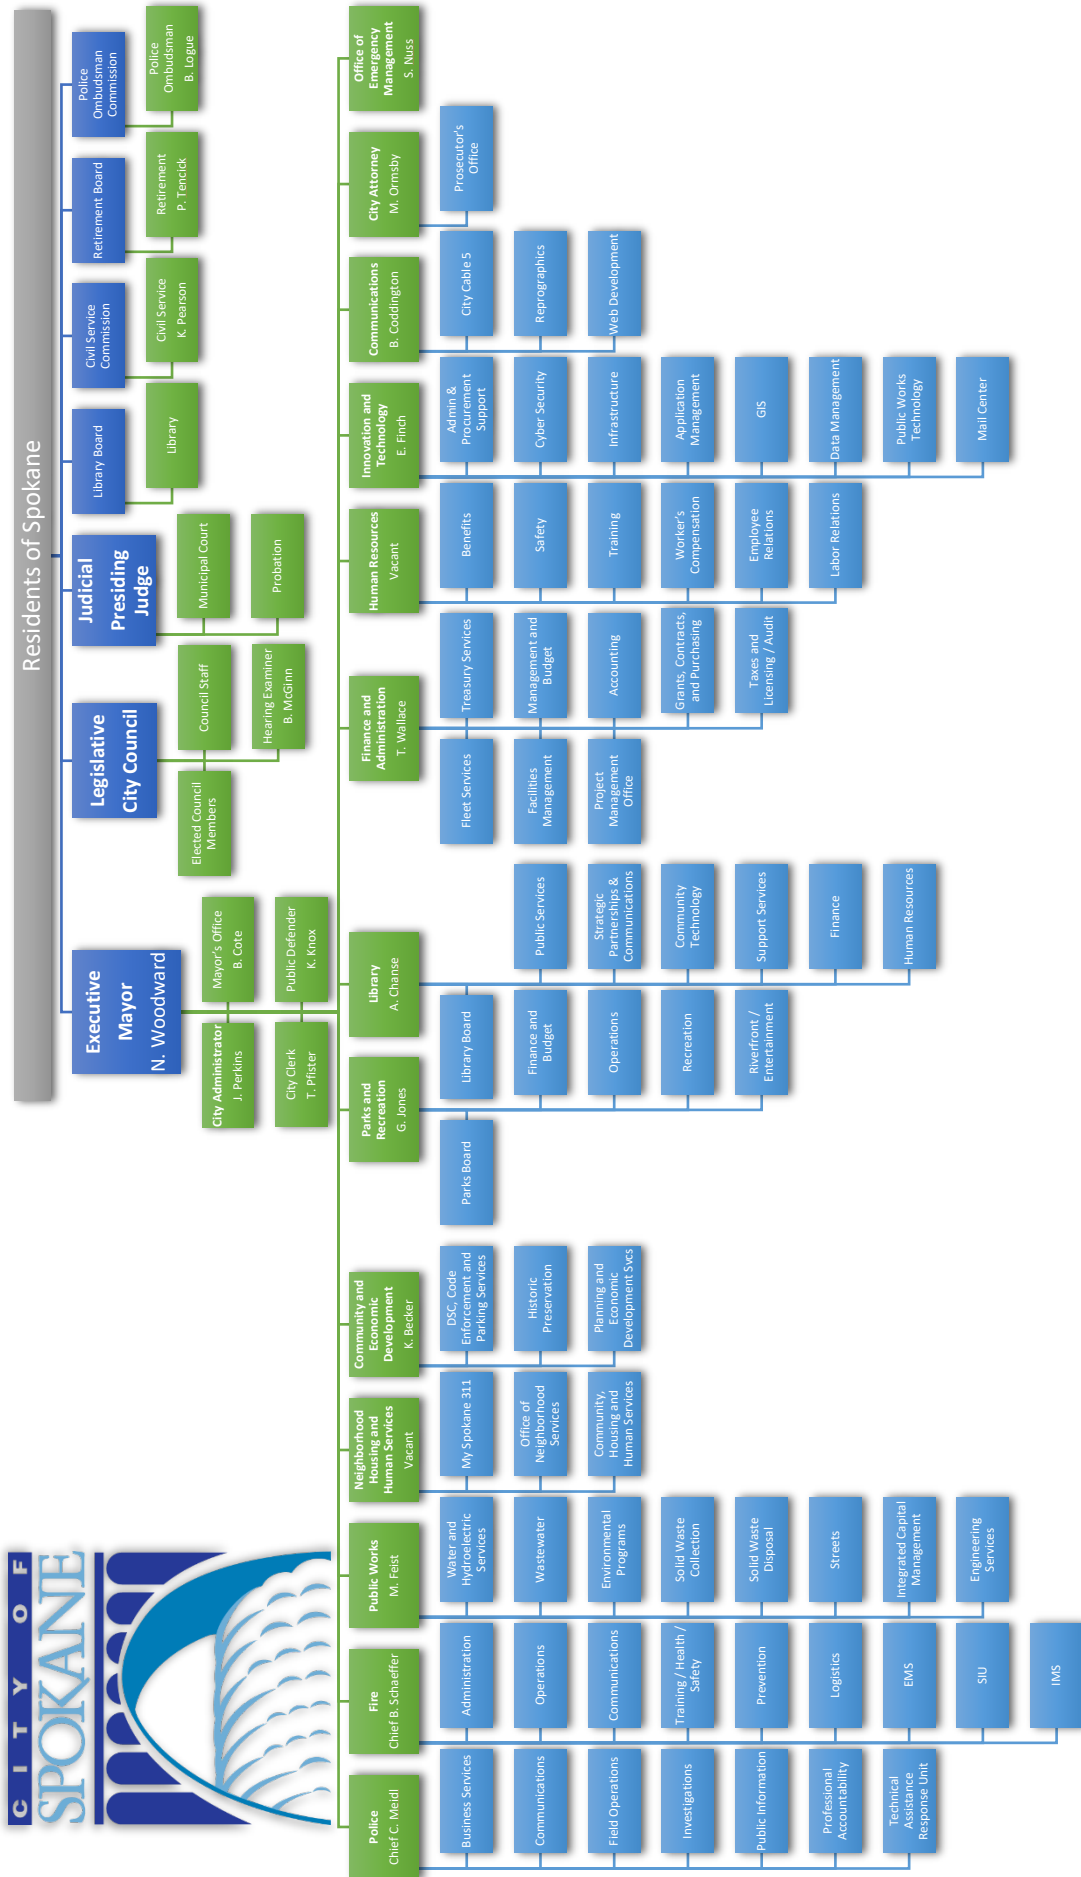 CITY OF
SPOKANE
Residents of Spokane
Executive
Mayor
N. Woodward
Legislative
City Council
Judicial
Presiding
Judge
Library Board
Civil Service
Commission
Retirement Board
Police
Ombudsman
Commission
City Administrator
J. Perkins
Mayor's Office
B. Cote
City Clerk
T. Pfister
Public Defender
K. Knox
Elected Council
Members
Council Staff
Hearing Examiner
B. McGinn
Municipal Court
Probation
Library
Civil Service
K. Pearson
Retirement
P. Tencick
Police
Ombudsman
B. Logue
Police
Chief C. Meidl
Business Services
Communications
Field Operations
Investigations
Public Information
Professional
Accountability
Technical
Assistance
Response Unit
Fire
Chief B. Schaeffer
Administration
Operations
Communications
Training / Health /
Safety
Prevention
Logistics
EMS
SIU
IMS
Public Works
M. Feist
Water and
Hydroelectric
Services
Wastewater
Environmental
Programs
Solid Waste
Collection
Solid Waste
Disposal
Streets
Integrated Capital
Management
Engineering
Services
Neighborhood
Housing and
Human Services
Vacant
My Spokane 311
Office of
Neighborhood
Services
Community,
Housing and
Human Services
Community and
Economic
Development
K. Becker
DSC, Code
Enforcement and
Parking Services
Historic
Preservation
Planning and
Economic
Development Svcs
Parks and
Recreation
G. Jones
Parks Board
Finance and
Budget
Operations
Recreation
Riverfront /
Entertainment
Library
A. Chanse
Library Board
Public Services
Strategic
Partnerships &
Communications
Community
Technology
Support Services
Finance
Human Resources
Finance and
Administration
T. Wallace
Fleet Services
Treasury Services
Facilities
Management
Management and
Budget
Project
Management
Office
Accounting
Grants, Contracts,
and Purchasing
Taxes and
Licensing / Audit
Human Resources
Vacant
Benefits
Safety
Training
Worker's
Compensation
Employee
Relations
Labor Relations
Innovation and
Technology
E. Finch
Admin &
Procurement
Support
Cyber Security
Infrastructure
Application
Management
GIS
Data Management
Public Works
Technology
Mail Center
Communications
B. Coddington
City Cable 5
Reprographics
Web Development
City Attorney
M. Ormsby
Prosecutor's
Office
Office of
Emergency
Management
S. Nuss